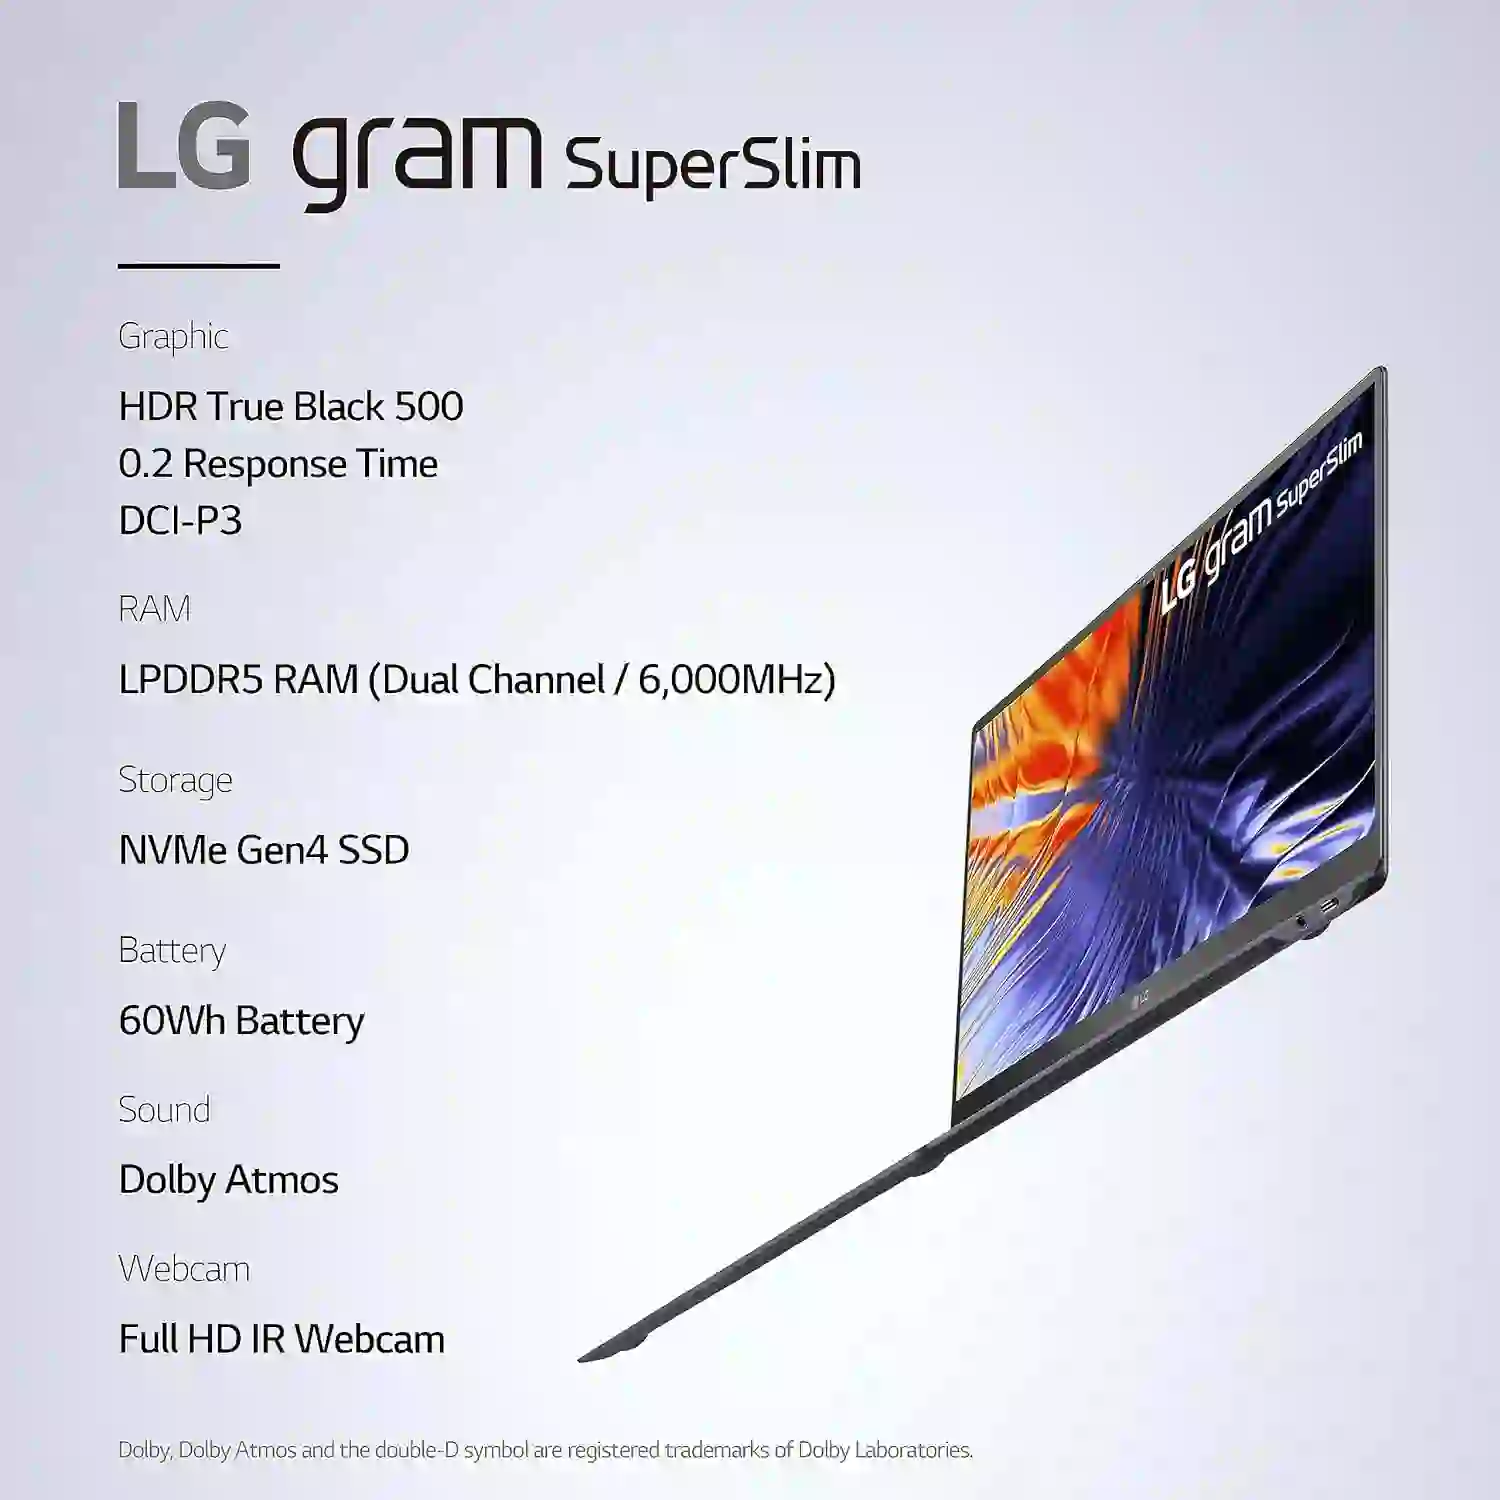 LG gram SuperSlim
Graphic
HDR True Black 500
0.2 Response Time
DCI-P3
RAM
LPDDR5 RAM (Dual Channel / 6,000MHz)
Storage
NVMe Gen4 SSD
Battery
60Wh Battery
Sound
Dolby Atmos
Webcam
Full HD IR Webcam
LG gram SuperSlim
LG
Dolby, Dolby Atmos and the double-D symbol are registered trademarks of Dolby Laboratories.